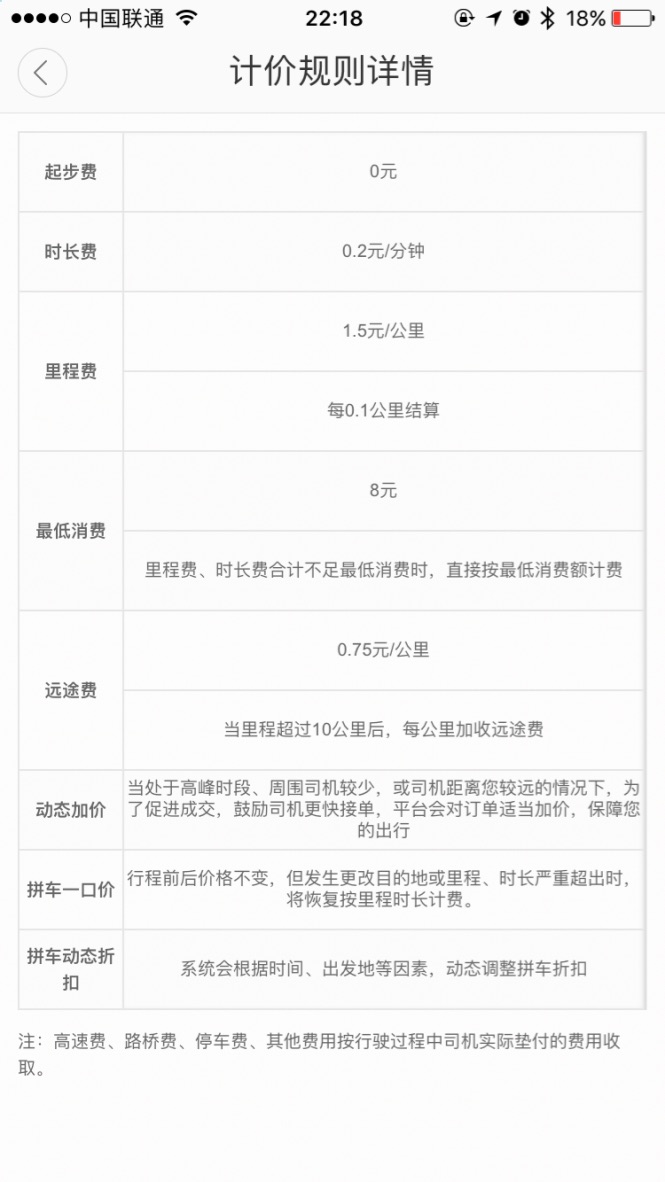 中国联通
22:18
18%
计价规则详情
起步费
0元
时长费
0.2元/分钟
里程费
1.5元/公里
每0.1公里结算
最低消费
8元
里程费、时长费合计不足最低消费时，直接按最低消费额计费
远途费
0.75元/公里
当里程超过10公里后，每公里加收远途费
动态加价
当处于高峰时段、周围司机较少，或司机距离您较远的情况下，为
了促进成交，鼓励司机更快接单，平台会对订单适当加价，保障您
的出行
拼车一口价
行程前后价格不变，但发生更改目的地或里程、时长严重超出时，
将恢复按里程时长计费。
拼车动态折
扣
系统会根据时间、出发地等因素，动态调整拼车折扣
注：高速费、路桥费、停车费、其他费用按行驶过程中司机实际垫付的费用收
取。